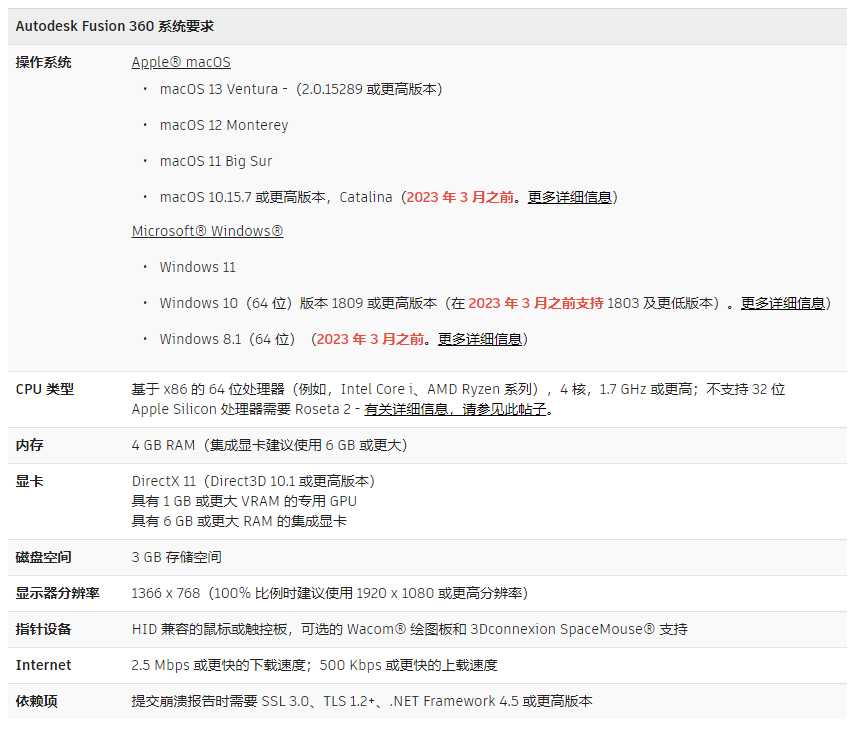 Autodesk Fusion 360 系统要求
操作系统
Apple® macOS
• macOS 13 Ventura -（2.0.15289 或更高版本）
• macOS 12 Monterey
• macOS 11 Big Sur
• macOS 10.15.7 或更高版本，Catalina（2023 年 3 月之前。更多详细信息）
Microsoft® Windows®
• Windows 11
• Windows 10（64 位）版本 1809 或更高版本（在 2023 年 3 月之前支持 1803 及更低版本）。更多详细信息）
• Windows 8.1（64 位）（2023 年 3 月之前。更多详细信息）
CPU 类型
基于 x86 的 64 位处理器（例如，Intel Core i、AMD Ryzen 系列），4 核，1.7 GHz 或更高；不支持 32 位
Apple Silicon 处理器需要 Roseta 2 - 有关详细信息，请参见此帖子。
内存
4 GB RAM（集成显卡建议使用 6 GB 或更大）
显卡
DirectX 11（Direct3D 10.1 或更高版本）
具有 1 GB 或更大 VRAM 的专用 GPU
具有 6 GB 或更大 RAM 的集成显卡
磁盘空间
3 GB 存储空间
显示器分辨率
1366 x 768（100% 比例时建议使用 1920 x 1080 或更高分辨率）
指针设备
HID 兼容的鼠标或触控板，可选的 Wacom® 绘图板和 3Dconnexion SpaceMouse® 支持
Internet
2.5 Mbps 或更快的下载速度；500 Kbps 或更快的上载速度
依赖项
提交崩溃报告时需要 SSL 3.0、TLS 1.2+、.NET Framework 4.5 或更高版本